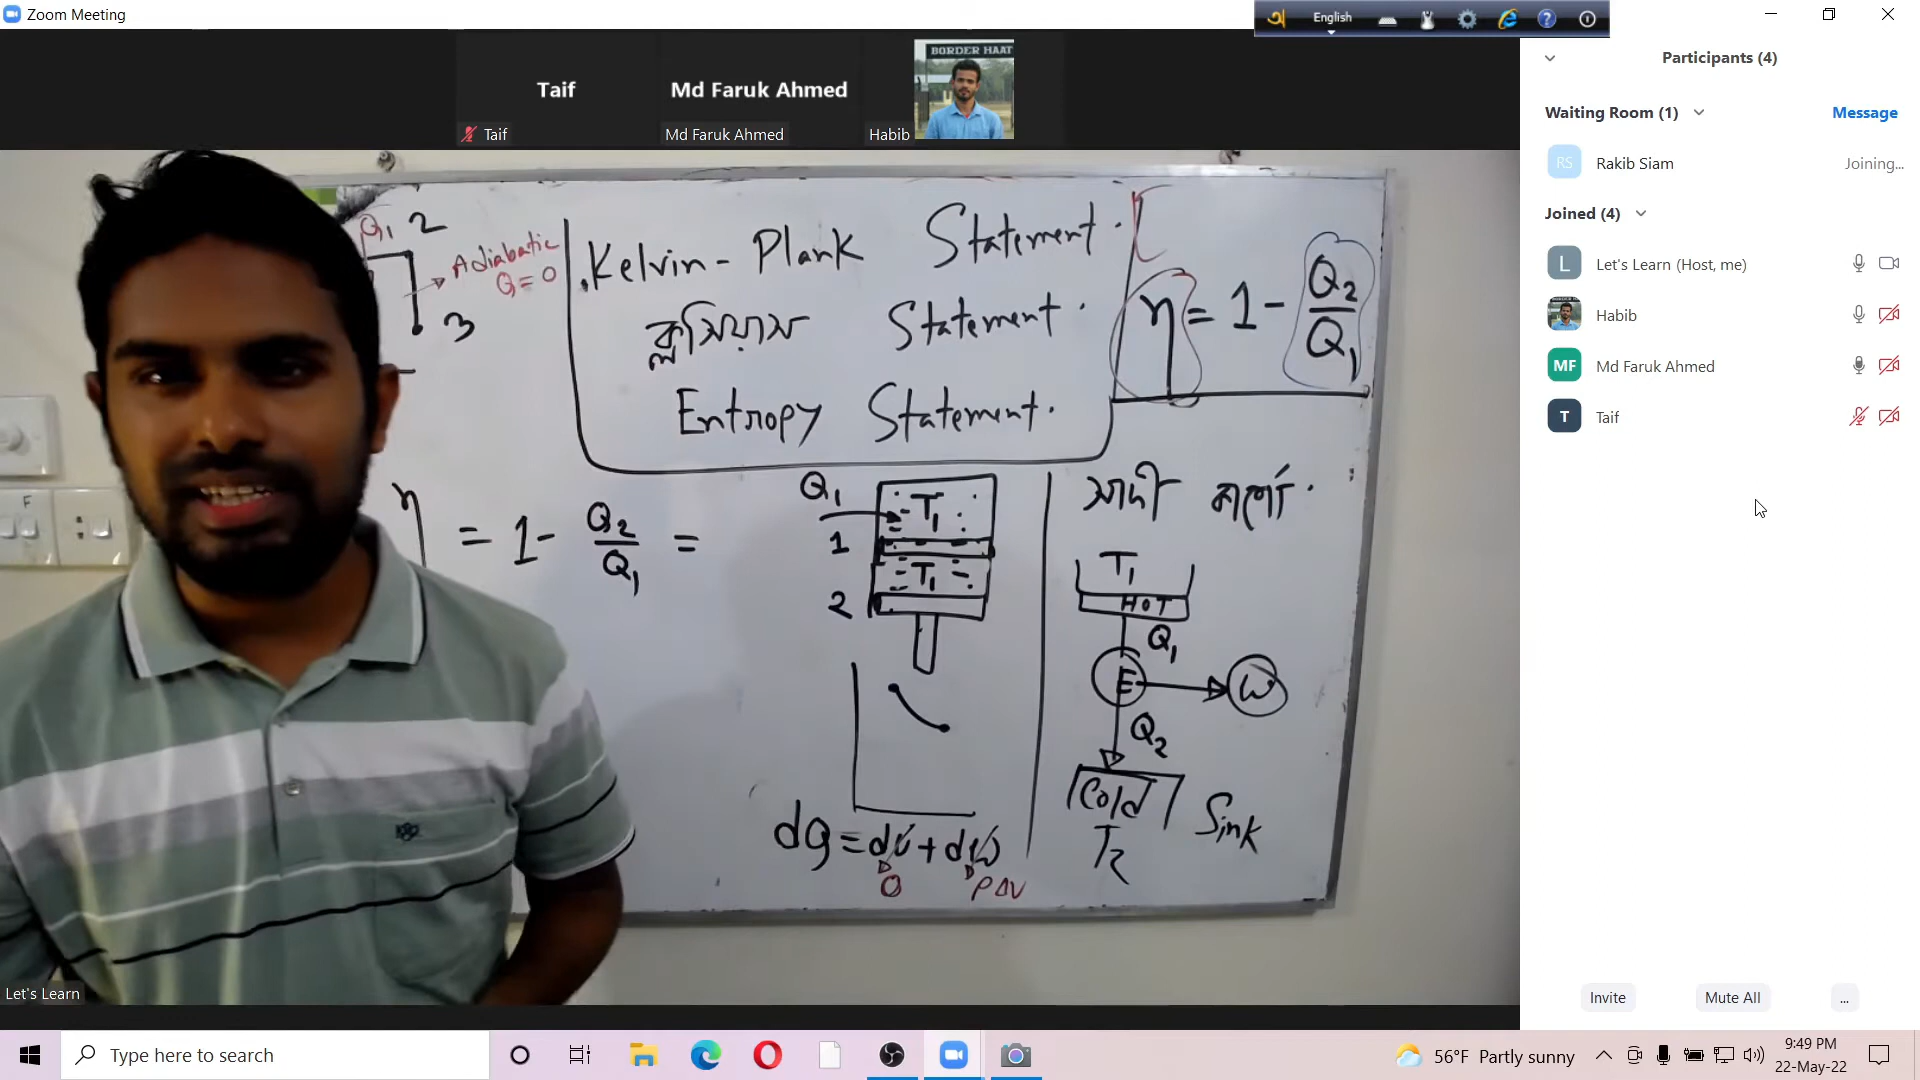 Zoom Meeting
English
Taif
Md Faruk Ahmed
BORDER HAAT
Taif
Md Faruk Ahmed
Habib
Participants (4)
Waiting Room (1)
Message
RS
Rakib Siam
Joining...
Joined (4)
L
Let's Learn (Host, me)
Habib
MF
Md Faruk Ahmed
T
Taif
Q₁ 2
Adiabatic
Q = 0
3
Kelvin - Plank Statement.
ক্লসিয়াস Statement.
Entropy Statement.
η = 1 - Q₂/Q₁
η = 1 - Q₂/Q₁ =
Q₁
T₁
1
T₁
2
dQ = dU + dW
0
PΔV
T₁
HOT
Q₁
E
W
Q₂
Cold
T₂
Sink
F
Let's Learn
Invite
Mute All
...
Type here to search
56°F Partly sunny
9:49 PM
22-May-22